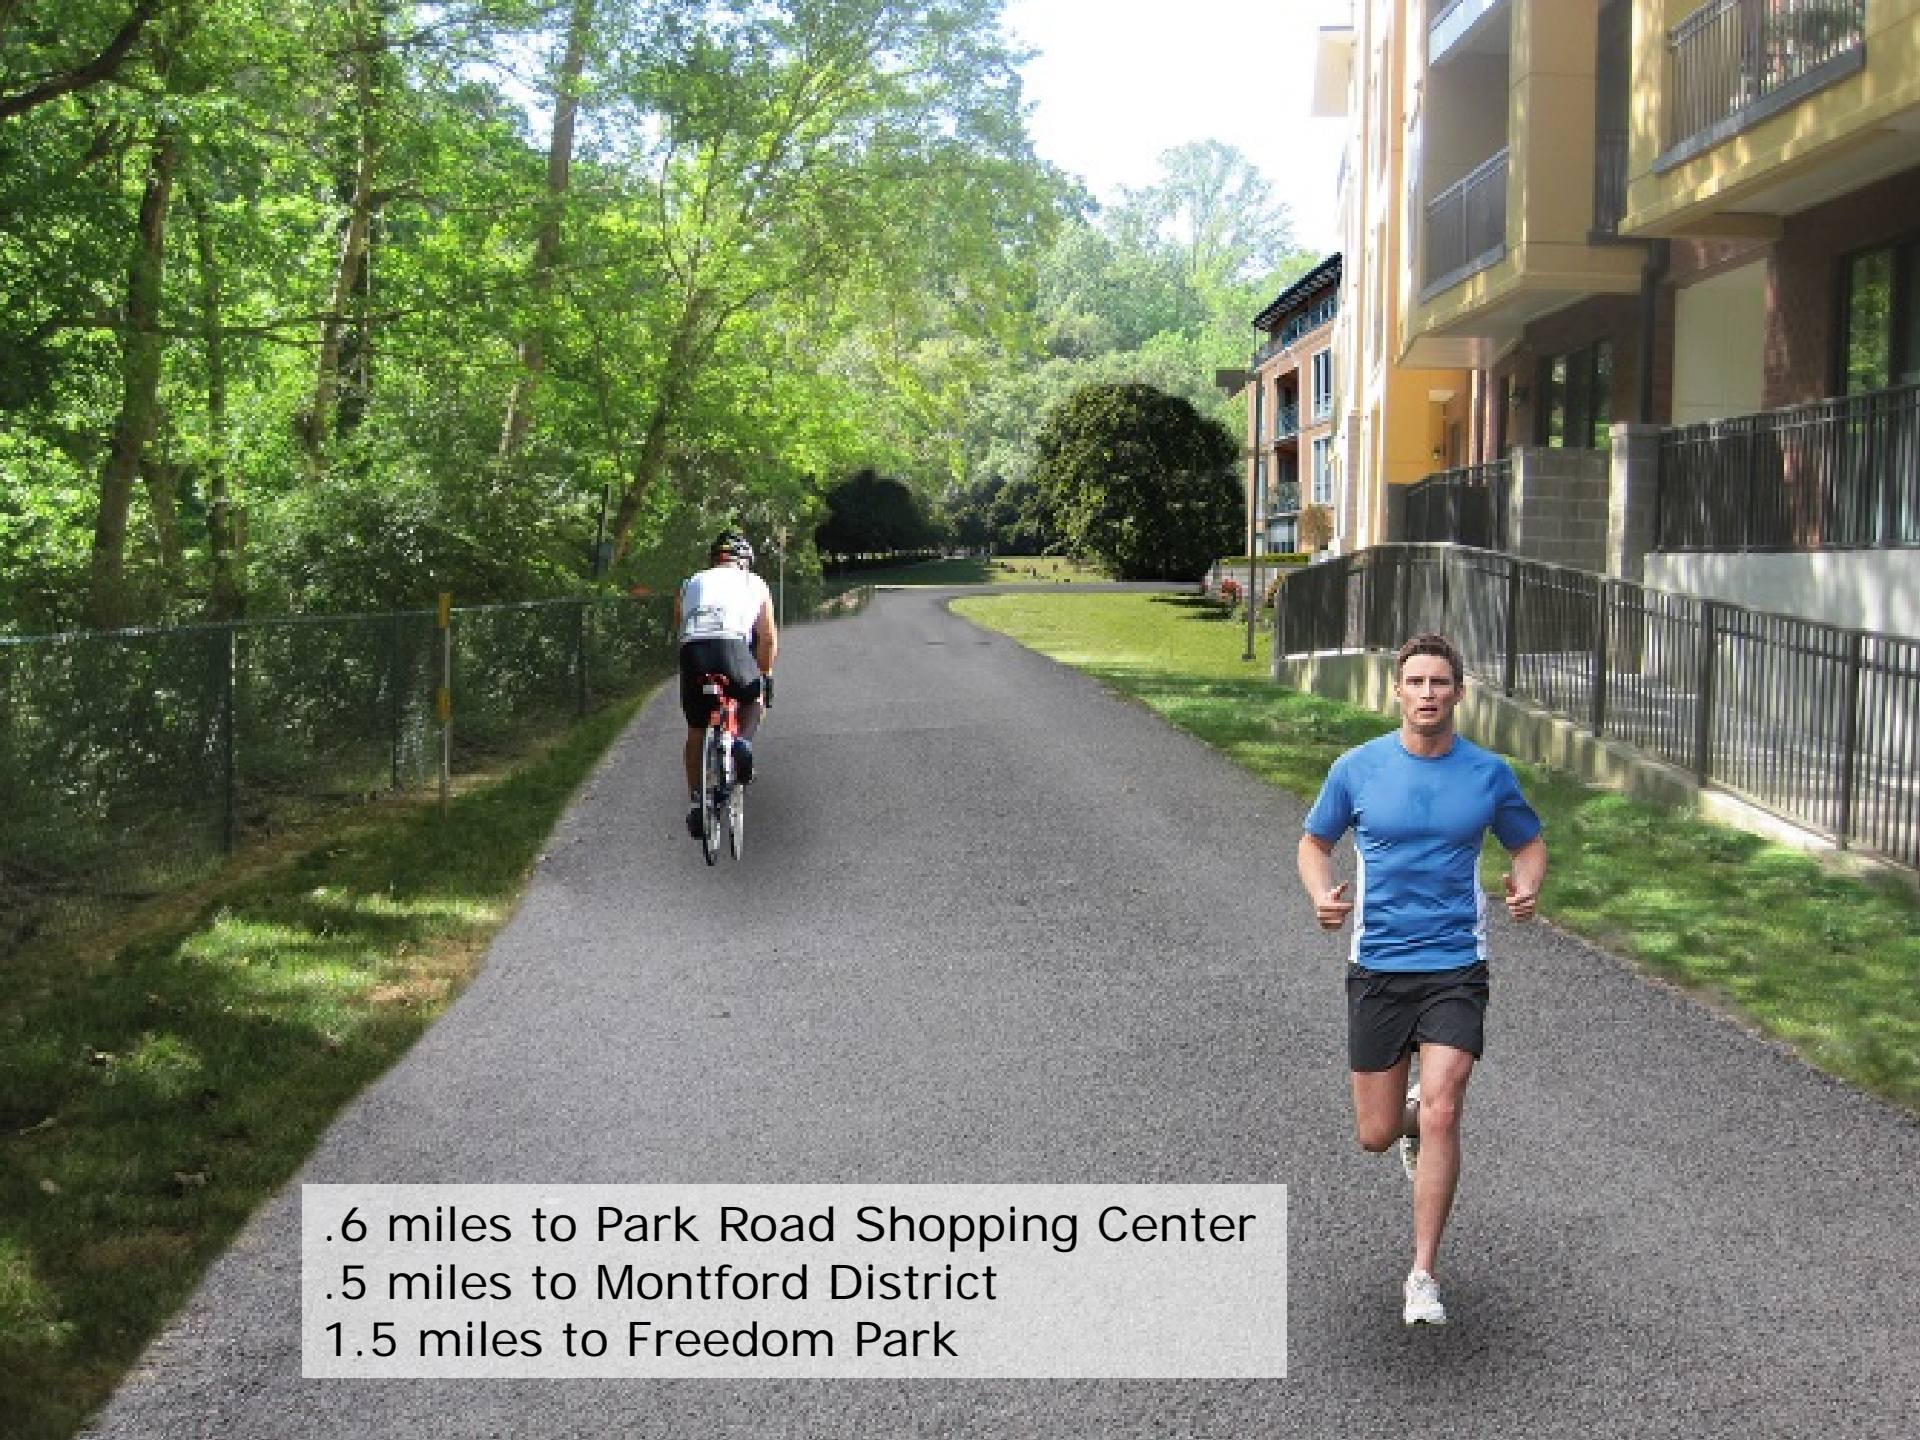 .6 miles to Park Road Shopping Center
.5 miles to Montford District
1.5 miles to Freedom Park